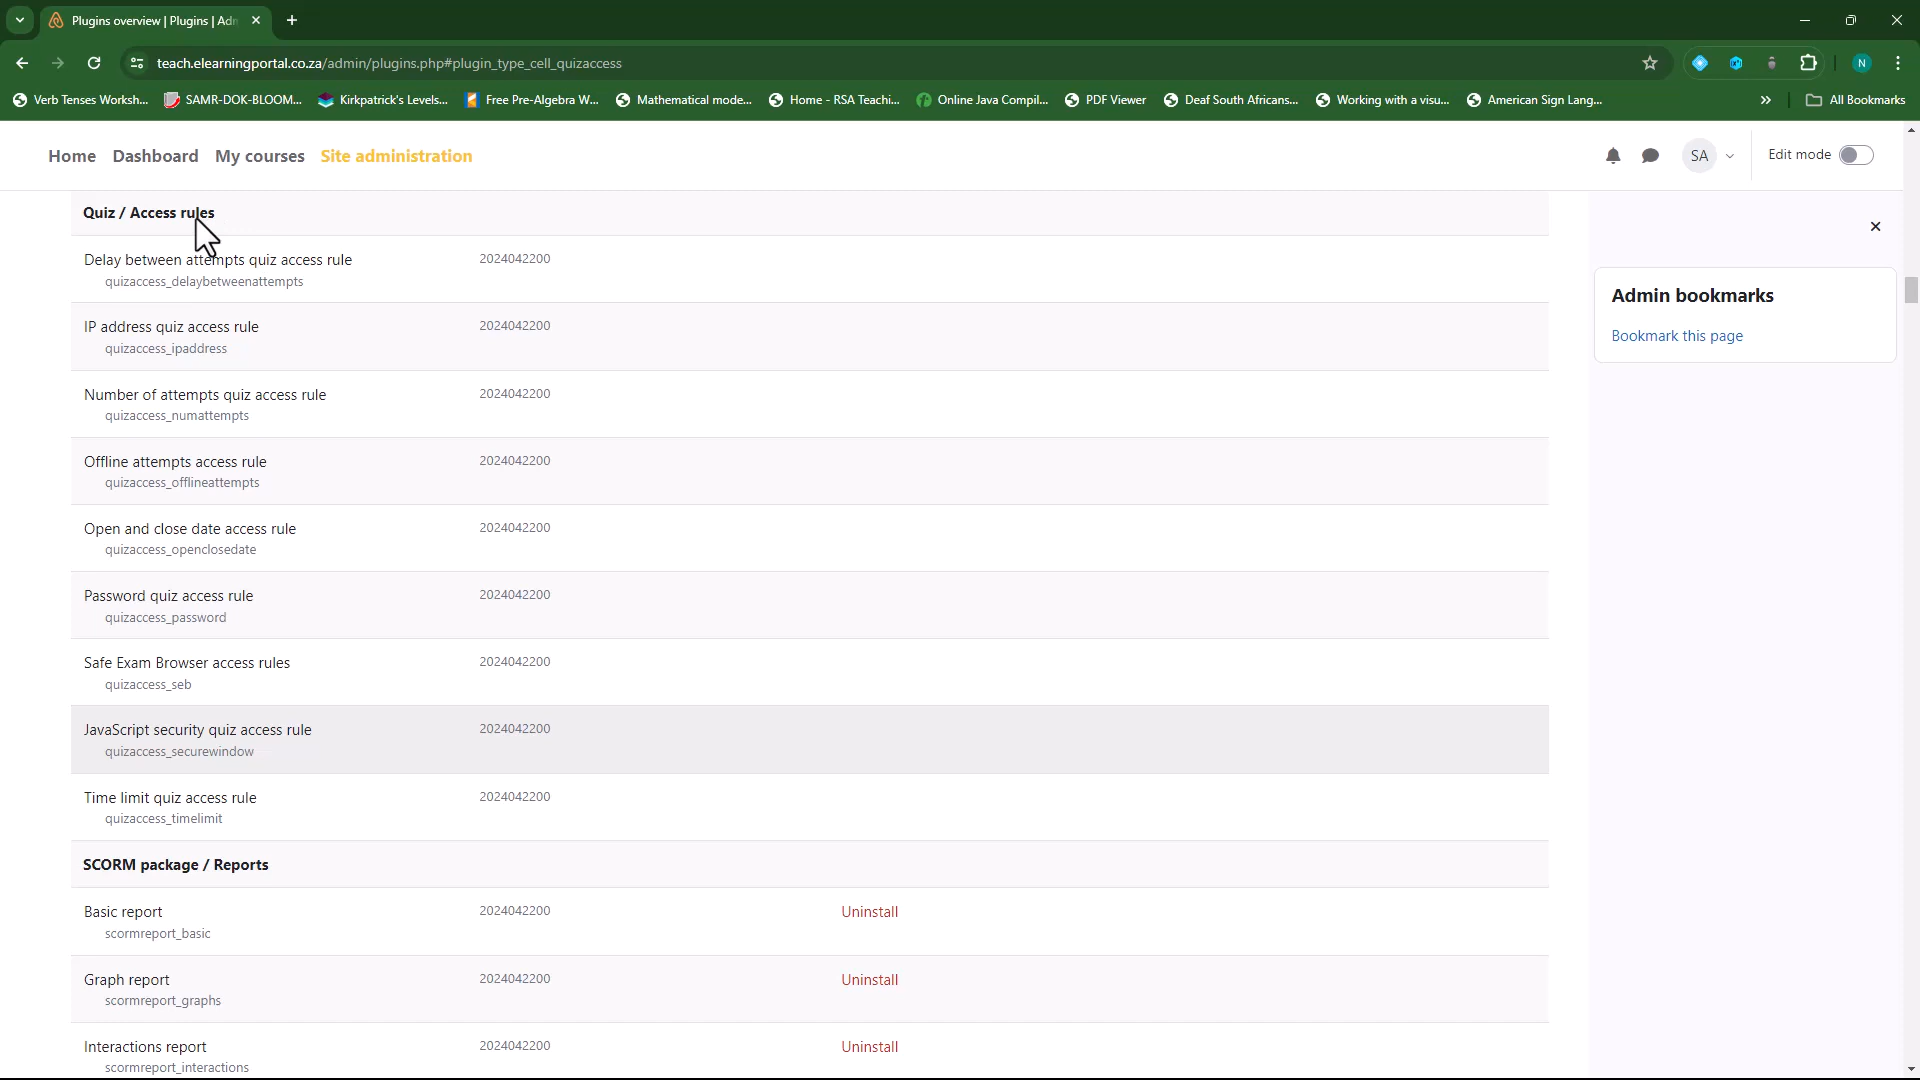 Plugins overview | Plugins | Adm
teach.elearningportal.co.za/admin/plugins.php#plugin_type_cell_quizaccess
N
Verb Tenses Worksh...
SAMR-DOK-BLOOM...
Kirkpatrick's Levels...
Free Pre-Algebra W...
Mathematical mode...
Home - RSA Teachi...
Online Java Compil...
PDF Viewer
Deaf South Africans...
Working with a visu...
American Sign Lang...
»
All Bookmarks
Home Dashboard My courses Site administration
SA
Edit mode
Quiz / Access rules
Delay between attempts quiz access rule 2024042200
quizaccess_delaybetweenattempts
IP address quiz access rule 2024042200
quizaccess_ipaddress
Number of attempts quiz access rule 2024042200
quizaccess_numattempts
Offline attempts access rule 2024042200
quizaccess_offlineattempts
Open and close date access rule 2024042200
quizaccess_openclosedate
Password quiz access rule 2024042200
quizaccess_password
Safe Exam Browser access rules 2024042200
quizaccess_seb
JavaScript security quiz access rule 2024042200
quizaccess_securewindow
Time limit quiz access rule 2024042200
quizaccess_timelimit
SCORM package / Reports
Basic report 2024042200 Uninstall
scormreport_basic
Graph report 2024042200 Uninstall
scormreport_graphs
Interactions report 2024042200 Uninstall
scormreport_interactions
Admin bookmarks
Bookmark this page